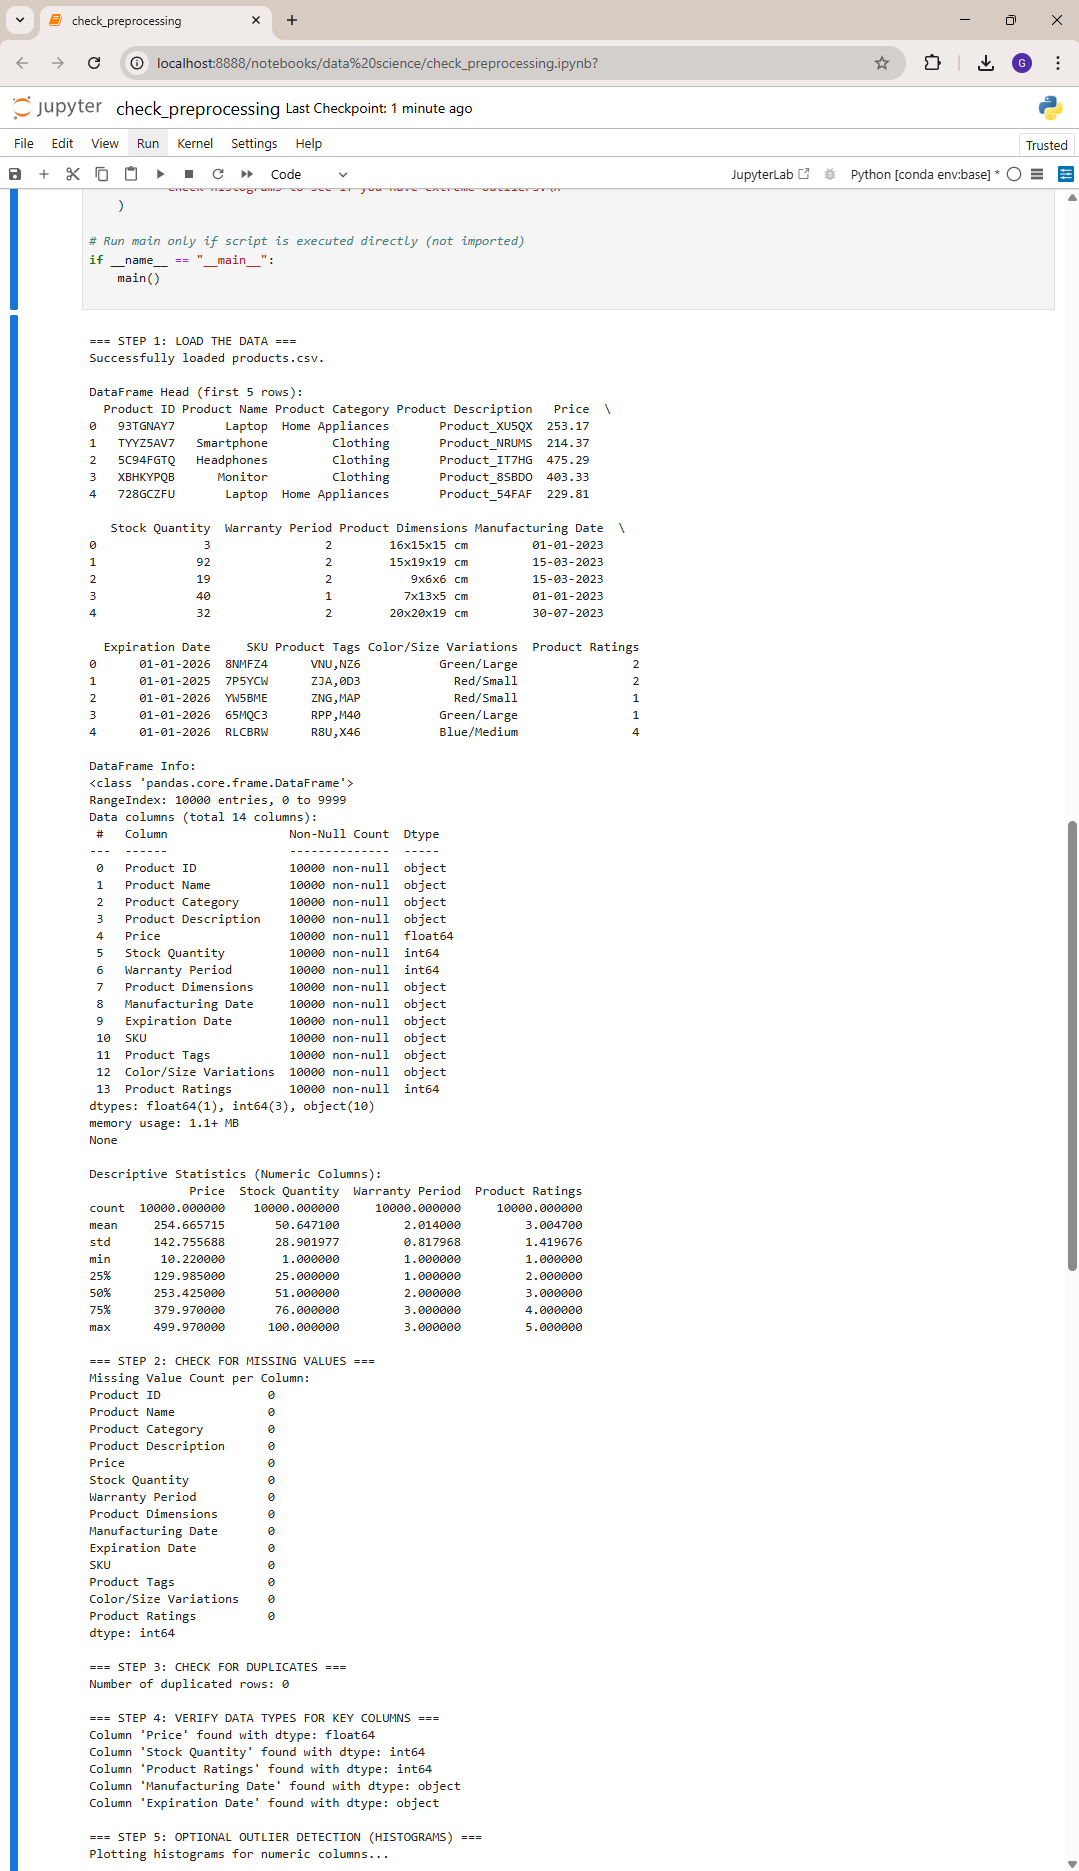 check_preprocessing
localhost:8888/notebooks/data%20science/check_preprocessing.ipynb?
G
jupyter check_preprocessing Last Checkpoint: 1 minute ago
File Edit View Run Kernel Settings Help
Trusted
Code
JupyterLab Python [conda env:base] *
"Check histograms to see if you have extreme outliers.\n"
)
# Run main only if script is executed directly (not imported)
if __name__ == "__main__":
main()
=== STEP 1: LOAD THE DATA ===
Successfully loaded products.csv.
DataFrame Head (first 5 rows):
Product ID Product Name Product Category Product Description Price \
0 93TGNAY7 Laptop Home Appliances Product_XU5QX 253.17
1 TYYZ5AV7 Smartphone Clothing Product_NRUMS 214.37
2 5C94FGTQ Headphones Clothing Product_IT7HG 475.29
3 XBHKYPQB Monitor Clothing Product_8SBDO 403.33
4 728GCZFU Laptop Home Appliances Product_54FAF 229.81
Stock Quantity Warranty Period Product Dimensions Manufacturing Date \
0 3 2 16x15x15 cm 01-01-2023
1 92 2 15x19x19 cm 15-03-2023
2 19 2 9x6x6 cm 15-03-2023
3 40 1 7x13x5 cm 01-01-2023
4 32 2 20x20x19 cm 30-07-2023
Expiration Date SKU Product Tags Color/Size Variations Product Ratings
0 01-01-2026 8NMFZ4 VNU,NZ6 Green/Large 2
1 01-01-2025 7P5YCW ZJA,0D3 Red/Small 2
2 01-01-2026 YW5BME ZNG,MAP Red/Small 1
3 01-01-2026 65MQC3 RPP,M40 Green/Large 1
4 01-01-2026 RLCBRW R8U,X46 Blue/Medium 4
DataFrame Info:
<class 'pandas.core.frame.DataFrame'>
RangeIndex: 10000 entries, 0 to 9999
Data columns (total 14 columns):
# Column Non-Null Count Dtype
--- ------ -------------- -----
0 Product ID 10000 non-null object
1 Product Name 10000 non-null object
2 Product Category 10000 non-null object
3 Product Description 10000 non-null object
4 Price 10000 non-null float64
5 Stock Quantity 10000 non-null int64
6 Warranty Period 10000 non-null int64
7 Product Dimensions 10000 non-null object
8 Manufacturing Date 10000 non-null object
9 Expiration Date 10000 non-null object
10 SKU 10000 non-null object
11 Product Tags 10000 non-null object
12 Color/Size Variations 10000 non-null object
13 Product Ratings 10000 non-null int64
dtypes: float64(1), int64(3), object(10)
memory usage: 1.1+ MB
None
Descriptive Statistics (Numeric Columns):
Price Stock Quantity Warranty Period Product Ratings
count 10000.000000 10000.000000 10000.000000 10000.000000
mean 254.665715 50.647100 2.014000 3.004700
std 142.755688 28.901977 0.817968 1.419676
min 10.220000 1.000000 1.000000 1.000000
25% 129.985000 25.000000 1.000000 2.000000
50% 253.425000 51.000000 2.000000 3.000000
75% 379.970000 76.000000 3.000000 4.000000
max 499.970000 100.000000 3.000000 5.000000
=== STEP 2: CHECK FOR MISSING VALUES ===
Missing Value Count per Column:
Product ID 0
Product Name 0
Product Category 0
Product Description 0
Price 0
Stock Quantity 0
Warranty Period 0
Product Dimensions 0
Manufacturing Date 0
Expiration Date 0
SKU 0
Product Tags 0
Color/Size Variations 0
Product Ratings 0
dtype: int64
=== STEP 3: CHECK FOR DUPLICATES ===
Number of duplicated rows: 0
=== STEP 4: VERIFY DATA TYPES FOR KEY COLUMNS ===
Column 'Price' found with dtype: float64
Column 'Stock Quantity' found with dtype: int64
Column 'Product Ratings' found with dtype: int64
Column 'Manufacturing Date' found with dtype: object
Column 'Expiration Date' found with dtype: object
=== STEP 5: OPTIONAL OUTLIER DETECTION (HISTOGRAMS) ===
Plotting histograms for numeric columns...